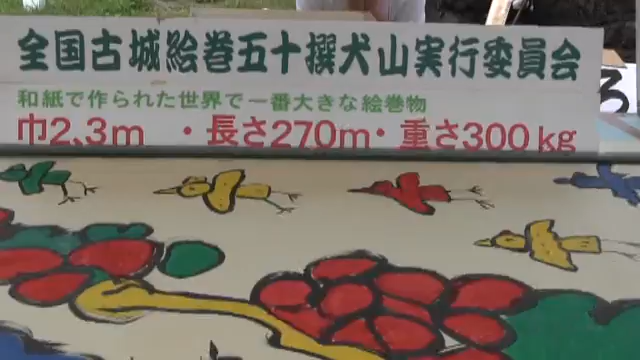 全国古城絵巻五十撰犬山実行委員会
和紙で作られた世界で一番大きな絵巻物
巾2,3m ・長さ270m・重さ300kg
ろ